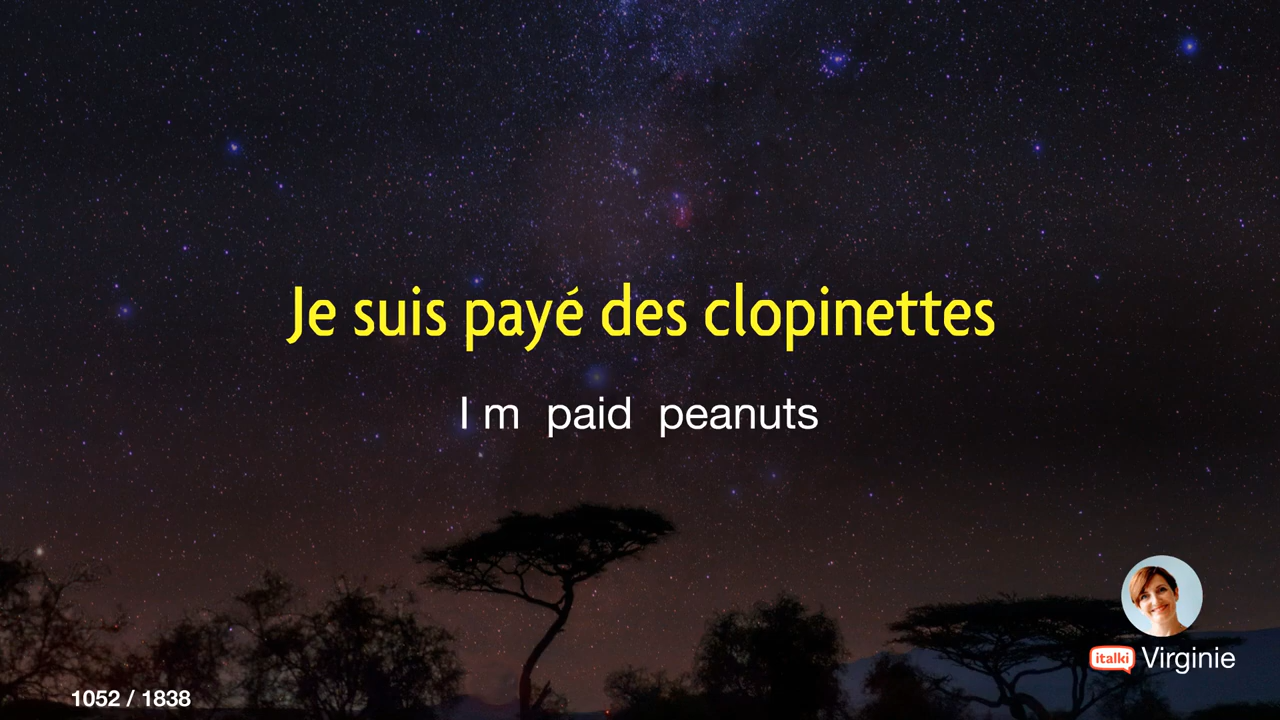 Je suis payé des clopinettes
I m paid peanuts
italki Virginie
1052 / 1838